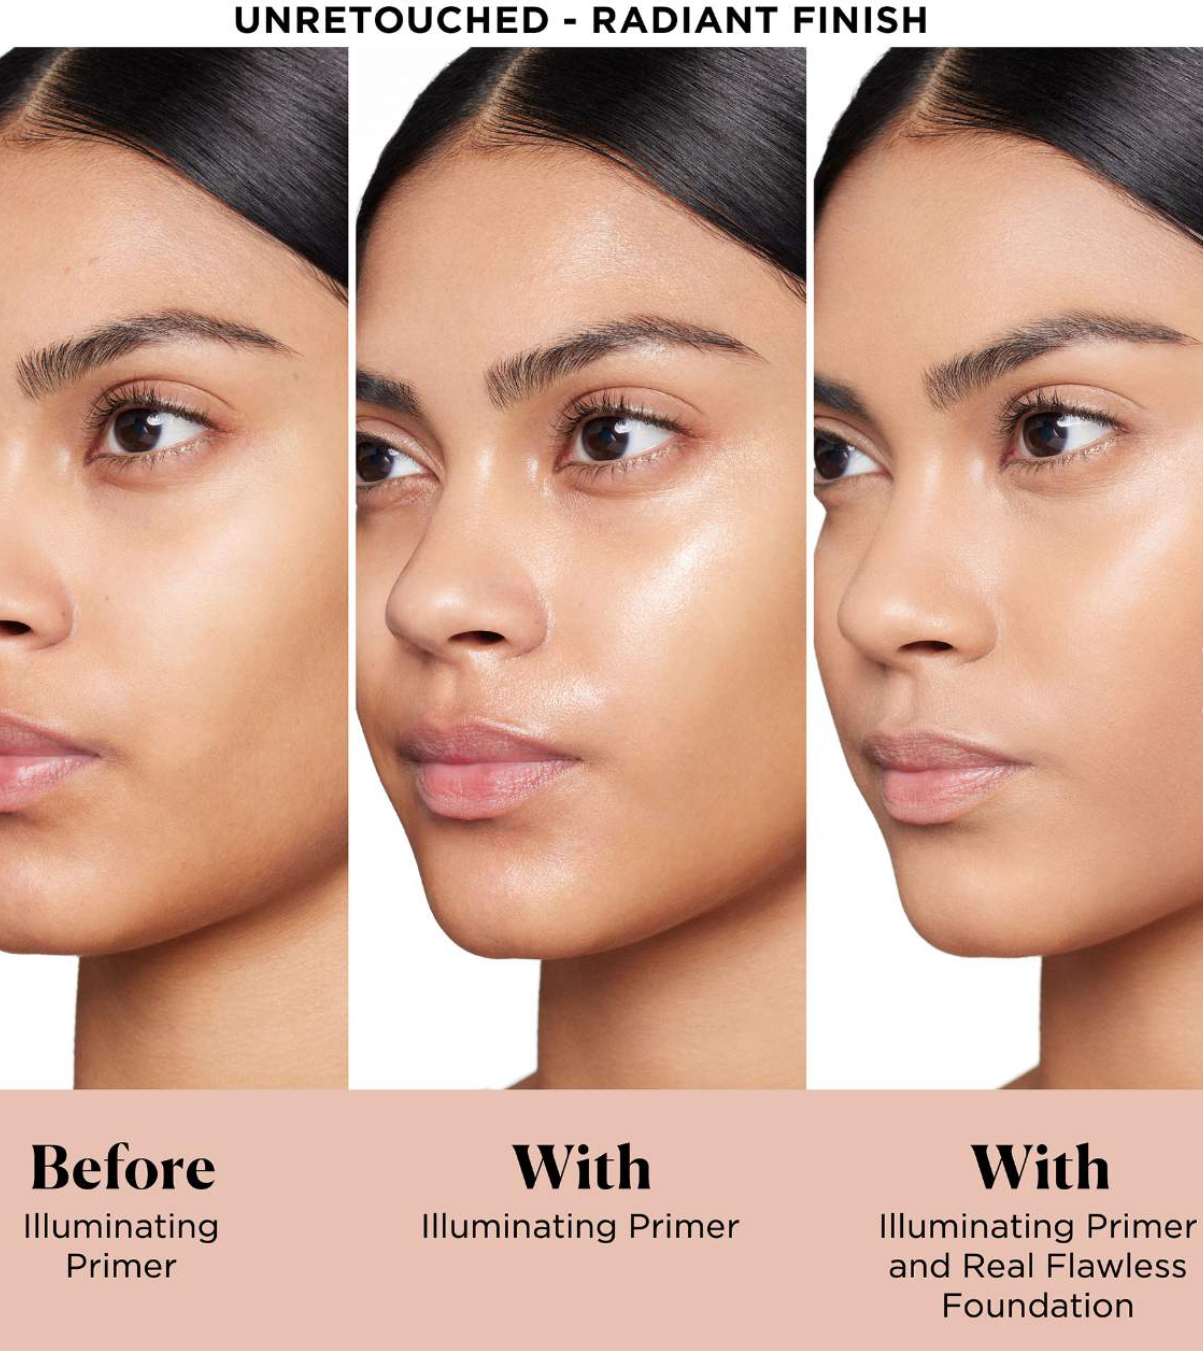 UNRETOUCHED - RADIANT FINISH
Before
Illuminating
Primer
With
Illuminating Primer
With
Illuminating Primer
and Real Flawless
Foundation